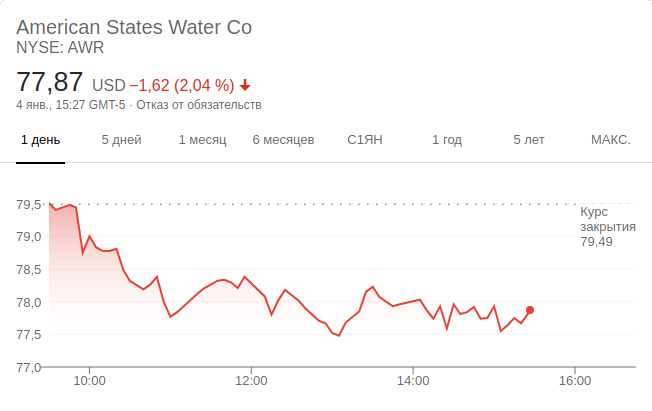 American States Water Co
NYSE: AWR
77,87 USD −1,62 (2,04 %)
4 янв., 15:27 GMT-5 · Отказ от обязательств
1 день 5 дней 1 месяц 6 месяцев С1ЯН 1 год 5 лет МАКС.
79,5
79,0
78,5
78,0
77,5
77,0
Курс
закрытия
79,49
10:00 12:00 14:00 16:00